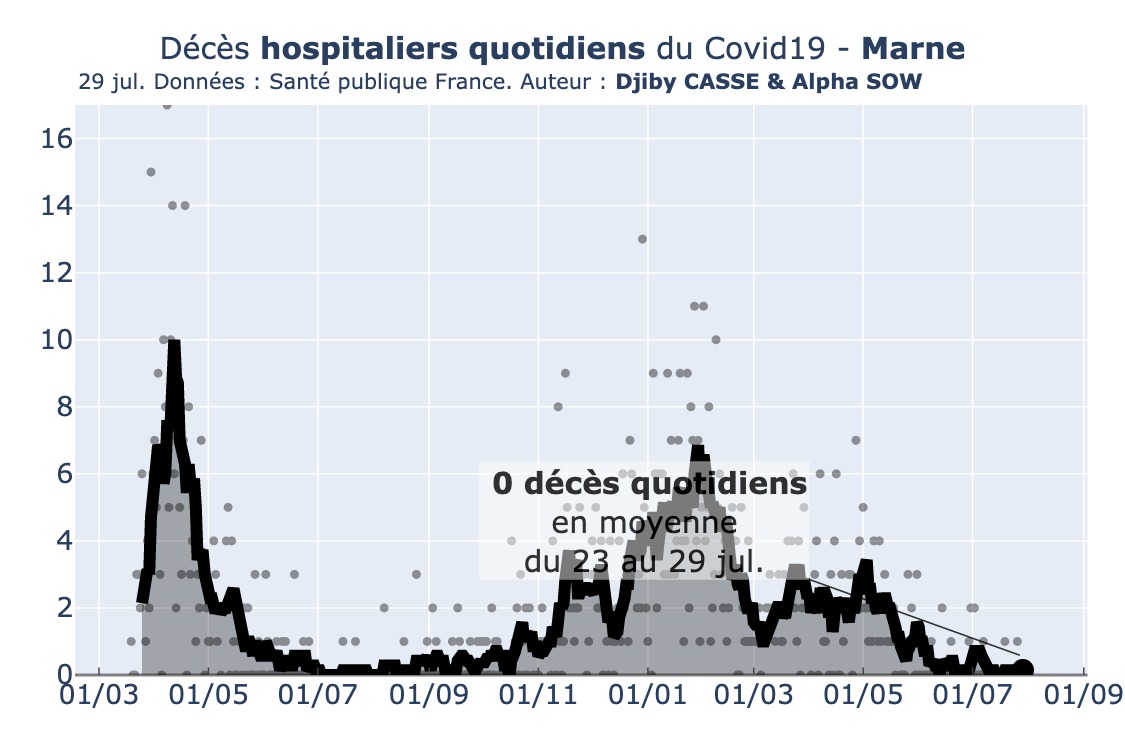 Décès hospitaliers quotidiens du Covid19 - Marne
29 jul. Données : Santé publique France. Auteur : Djiby CASSE & Alpha SOW
16
14
12
10
8
6
4
2
0
0 décès quotidiens
en moyenne
du 23 au 29 jul.
01/03 01/05 01/07 01/09 01/11 01/01 01/03 01/05 01/07 01/09